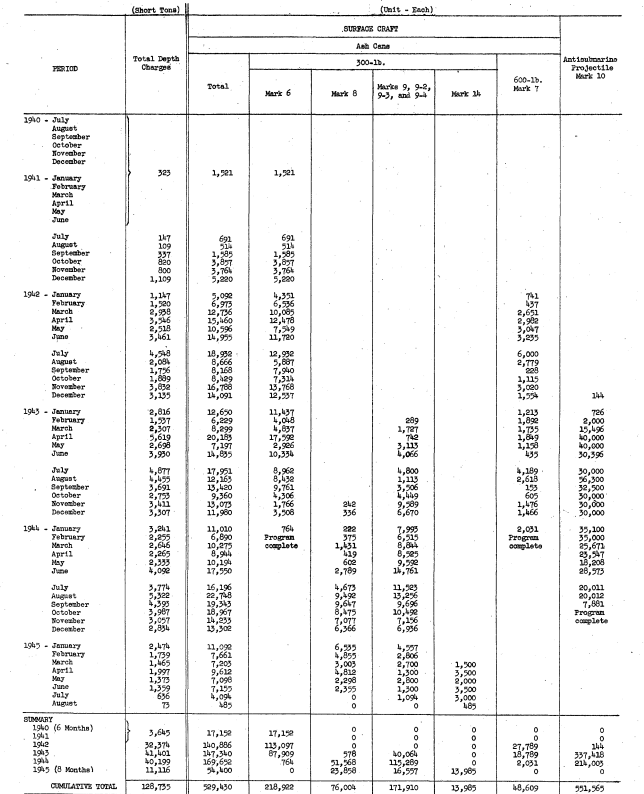 (Short Tons) (Unit - Each)
SURFACE CRAFT
Ash Cans
PERIOD Total Depth Charges Total 300-lb. 600-lb. Mark 7 Antisubmarine Projectile Mark 10
Mark 6 Mark 8 Marks 9, 9-2, 9-3, and 9-4 Mark 14
1940 - July
August
September
October
November
December
323 1,521 1,521
1941 - January
February
March
April
May
June
July 147 691 691
August 109 514 514
September 337 1,585 1,585
October 820 3,857 3,857
November 800 3,764 3,764
December 1,109 5,220 5,220
1942 - January 1,147 5,092 4,351 741
February 1,520 6,973 6,536 437
March 2,938 12,736 10,085 2,651
April 3,546 15,460 12,478 2,982
May 2,518 10,596 7,549 3,047
June 3,461 14,955 11,720 3,235
July 4,548 18,932 12,932 6,000
August 2,084 8,666 5,887 2,779
September 1,756 8,168 7,940 228
October 1,889 8,429 7,314 1,115
November 3,832 16,788 13,768 3,020
December 3,135 14,091 12,537 1,554 144
1943 - January 2,816 12,650 11,437 1,213 726
February 1,537 6,229 4,048 289 1,892 2,000
March 2,307 8,299 4,837 1,727 1,735 15,496
April 5,619 20,183 17,592 742 1,849 40,000
May 2,698 7,197 2,926 3,113 1,158 40,000
June 3,930 14,835 10,334 4,066 435 30,396
July 4,877 17,951 8,962 4,800 4,189 30,000
August 4,455 12,163 8,432 1,113 2,618 56,300
September 3,691 13,420 9,761 3,506 153 32,500
October 2,753 9,360 4,306 4,449 605 30,000
November 3,411 13,073 1,766 242 9,589 1,476 30,000
December 3,307 11,980 3,508 336 6,670 1,466 30,000
1944 - January 3,241 11,010 764 222 7,993 2,031 35,100
February 2,255 6,890 Program 375 6,515 Program 35,000
March 2,646 10,275 complete 1,431 8,844 complete 25,671
April 2,265 8,944 419 8,525 23,547
May 2,333 10,194 602 9,592 18,208
June 4,092 17,550 2,789 14,761 28,573
July 3,774 16,196 4,673 11,523 20,011
August 5,322 22,748 9,492 13,256 20,012
September 4,393 19,343 9,647 9,696 7,881
October 3,987 18,967 8,475 10,492 Program
November 3,057 14,233 7,077 7,156 complete
December 2,834 13,302 6,366 6,936
1945 - January 2,474 11,092 6,535 4,557
February 1,739 7,661 4,855 2,806
March 1,465 7,203 3,003 2,700 1,500
April 1,997 9,612 4,812 1,300 3,500
May 1,373 7,098 2,298 2,800 2,000
June 1,359 7,155 2,355 1,300 3,500
July 636 4,094 0 1,094 3,000
August 73 485 0 0 485
SUMMARY
1940 (6 Months) 0 0 0 0 0
3,645 17,152 17,152
1941 0 0 0 0 0
1942 32,374 140,886 113,097 0 0 0 27,789 144
1943 41,401 147,340 87,909 578 40,064 0 18,789 337,418
1944 40,199 169,652 764 51,568 115,289 0 2,031 214,003
1945 (8 Months) 11,116 54,400 0 23,858 16,557 13,985 0 0
CUMULATIVE TOTAL 128,735 529,430 218,922 76,004 171,910 13,985 48,609 551,565